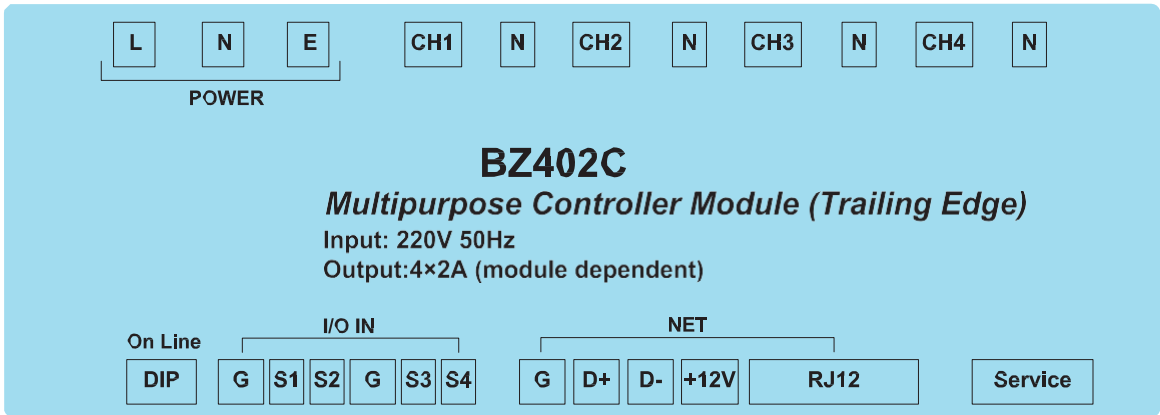 L N E CH1 N CH2 N CH3 N CH4 N
POWER
BZ402C
Multipurpose Controller Module (Trailing Edge)
Input: 220V 50Hz
Output:4×2A (module dependent)
I/O IN NET
On Line
DIP G S1 S2 G S3 S4 G D+ D- +12V RJ12 Service